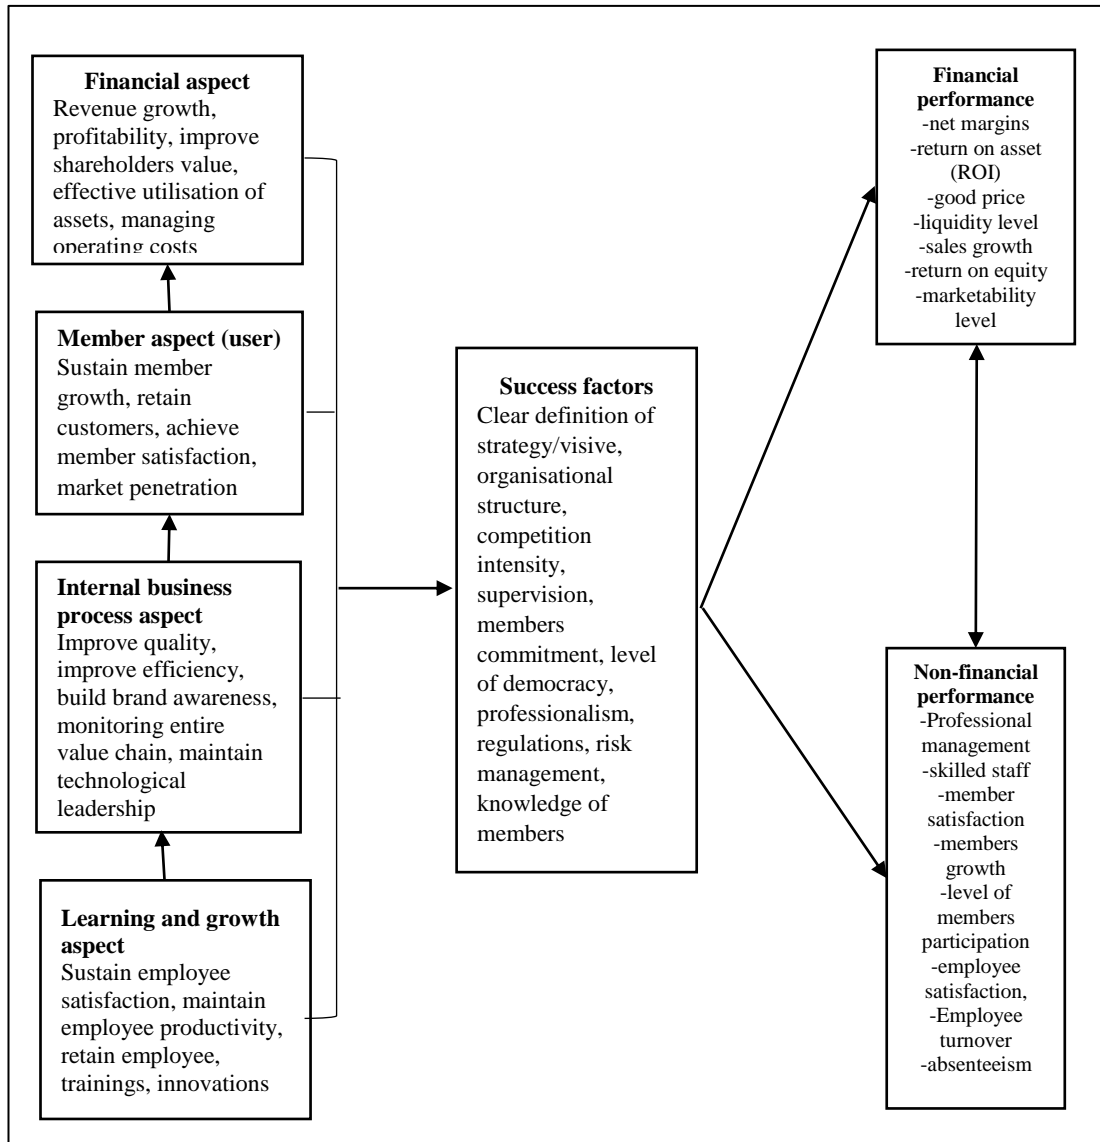 Financial aspect
Revenue growth,
profitability, improve
shareholders value,
effective utilisation of
assets, managing
operating costs
Member aspect (user)
Sustain member
growth, retain
customers, achieve
member satisfaction,
market penetration
Internal business
process aspect
Improve quality,
improve efficiency,
build brand awareness,
monitoring entire
value chain, maintain
technological
leadership
Learning and growth
aspect
Sustain employee
satisfaction, maintain
employee productivity,
retain employee,
trainings, innovations
Success factors
Clear definition of
strategy/visive,
organisational
structure,
competition
intensity,
supervision,
members
commitment, level
of democracy,
professionalism,
regulations, risk
management,
knowledge of
members
Financial
performance
-net margins
-return on asset
(ROI)
-good price
-liquidity level
-sales growth
-return on equity
-marketability
level
Non-financial
performance
-Professional
management
-skilled staff
-member
satisfaction
-members
growth
-level of
members
participation
-employee
satisfaction,
-Employee
turnover
-absenteeism